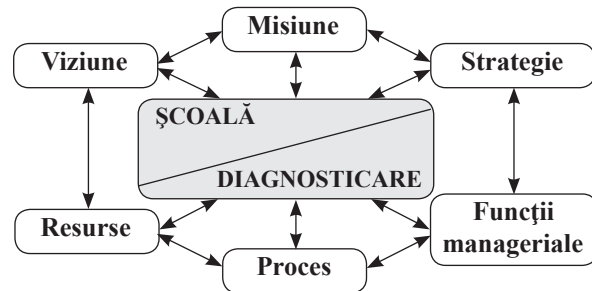 Misiune
Viziune
Strategie
ŞCOALĂ
DIAGNOSTICARE
Resurse
Funcţii
manageriale
Proces